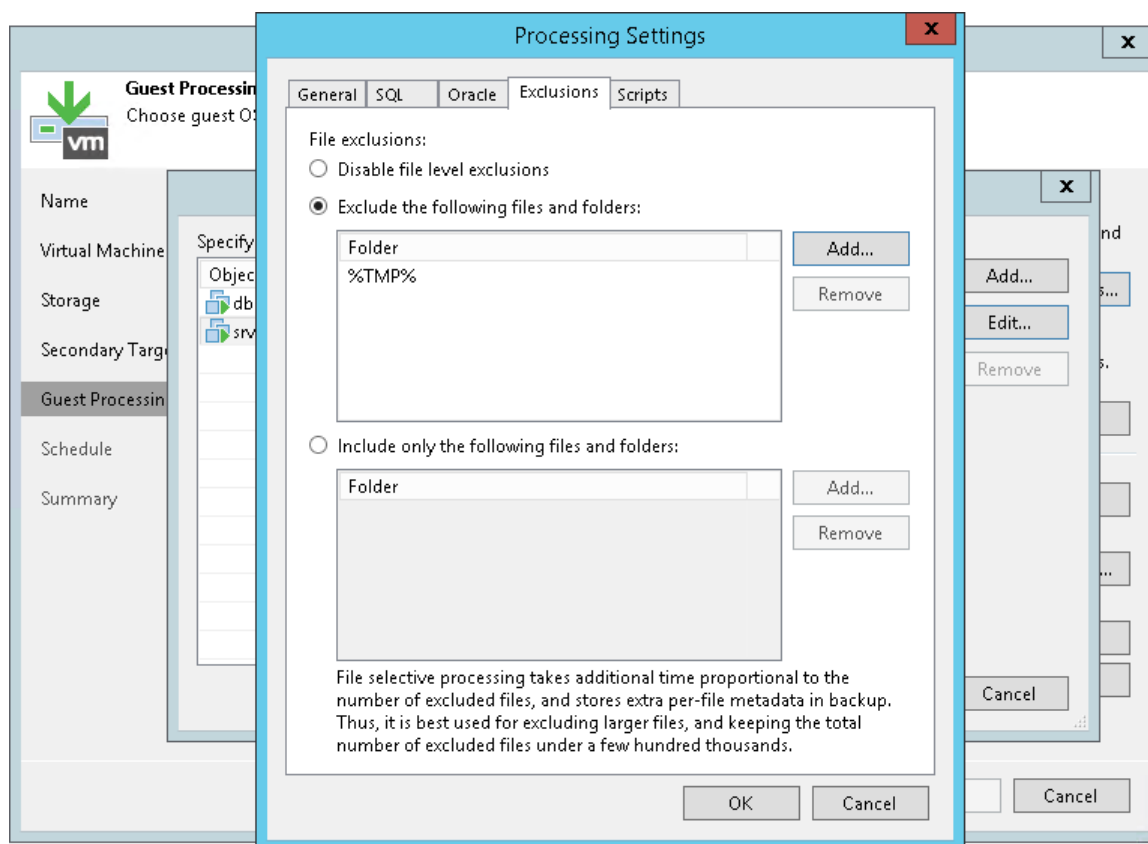 Processing Settings
x
x
Guest Processin
Choose guest O
vm
Name
Virtual Machine
Storage
Secondary Targ
Guest Processin
Schedule
Summary
x
Specify
Objec
db
srv
General
SQL
Oracle
Exclusions
Scripts
File exclusions:
Disable file level exclusions
Exclude the following files and folders:
Folder
%TMP%
Add...
Remove
Include only the following files and folders:
Folder
Add...
Remove
File selective processing takes additional time proportional to the
number of excluded files, and stores extra per-file metadata in backup.
Thus, it is best used for excluding larger files, and keeping the total
number of excluded files under a few hundred thousands.
OK
Cancel
Add...
Edit...
Remove
Cancel
nd
s...
s.
...
Cancel